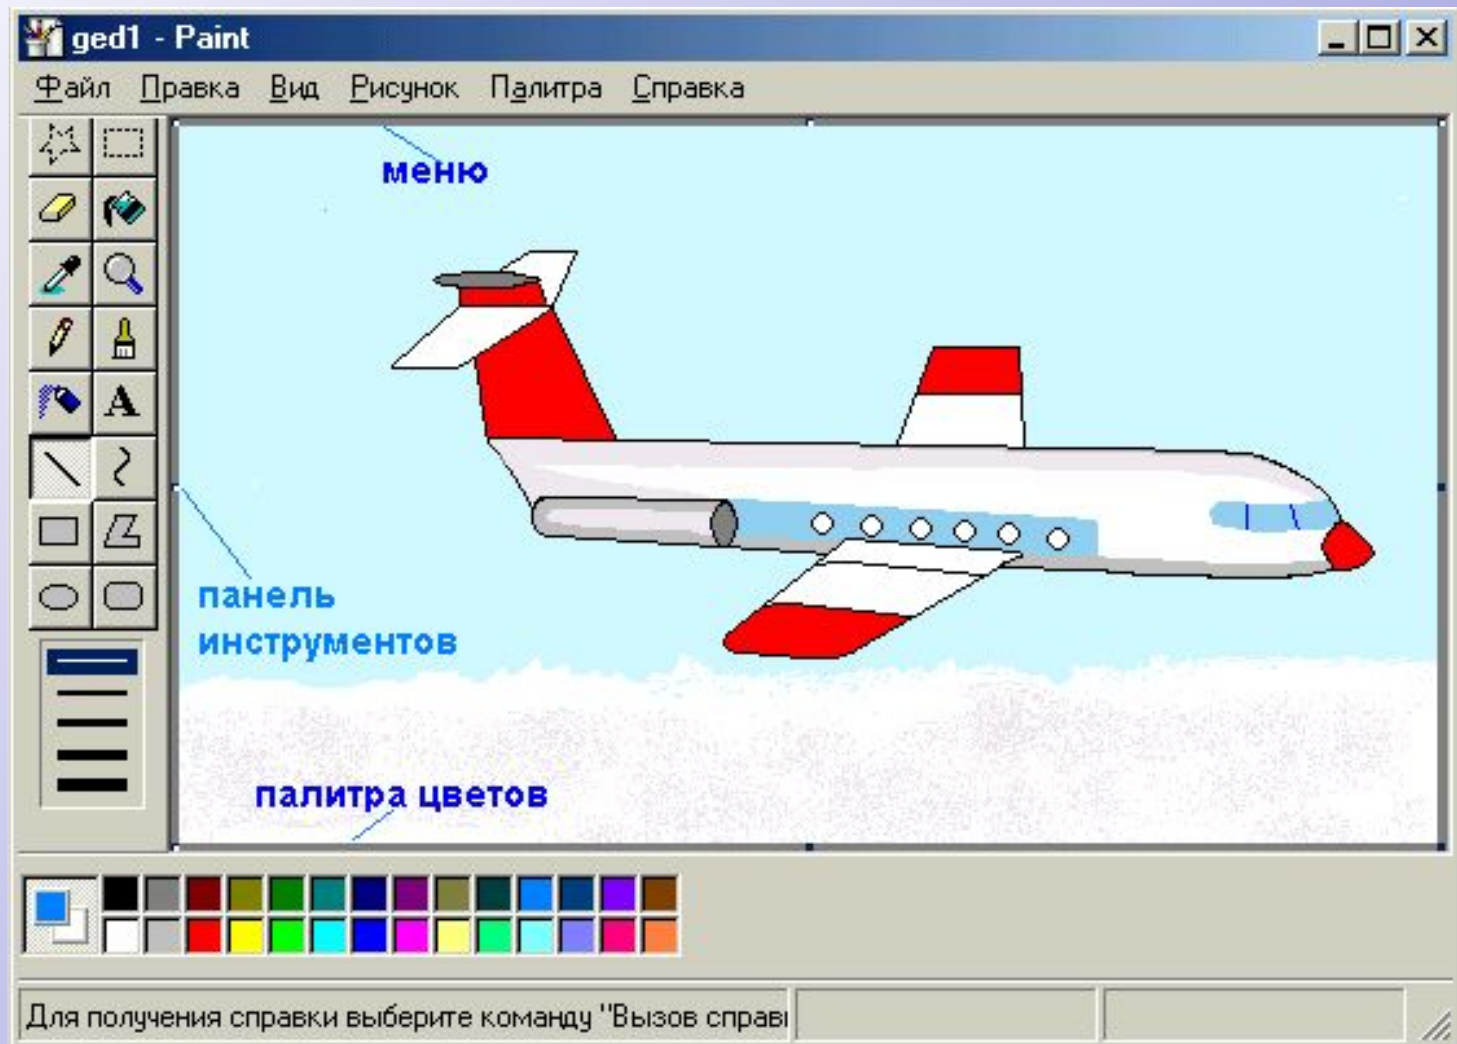 ged1 - Paint
Файл Правка Вид Рисунок Палитра Справка
меню
A
панель
инструментов
палитра цветов
Для получения справки выберите команду "Вызов справ